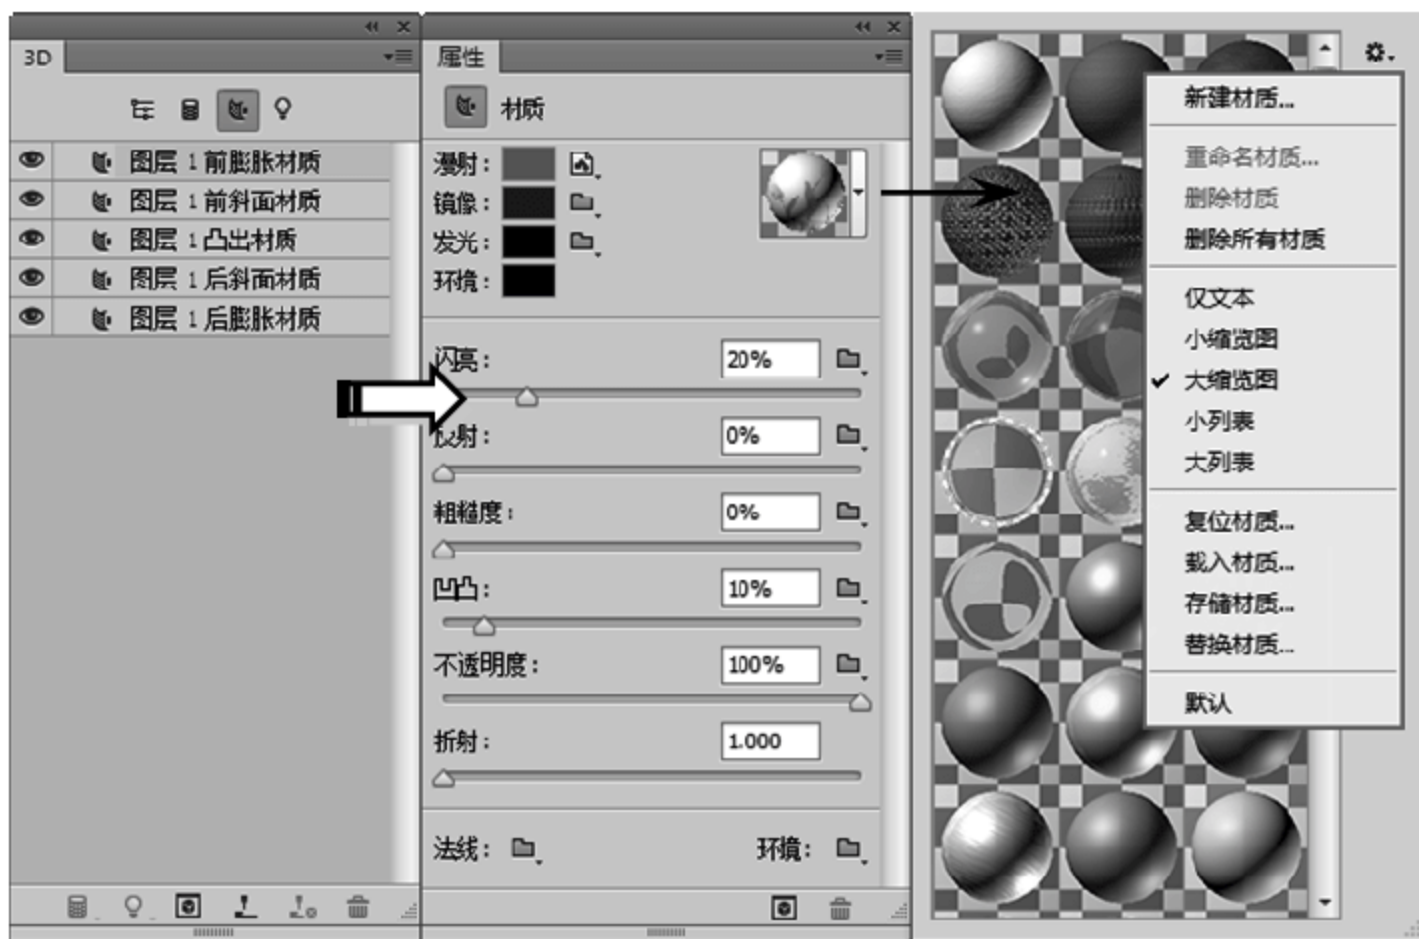 3D
图层 1 前膨胀材质
图层 1 前斜面材质
图层 1 凸出材质
图层 1 后斜面材质
图层 1 后膨胀材质
属性
材质
漫射：
镜像：
发光：
环境：
闪亮： 20%
反射： 0%
粗糙度： 0%
凹凸： 10%
不透明度： 100%
折射： 1.000
法线： 环境：
新建材质...
重命名材质...
删除材质
删除所有材质
仅文本
小缩览图
大缩览图
小列表
大列表
复位材质...
载入材质...
存储材质...
替换材质...
默认